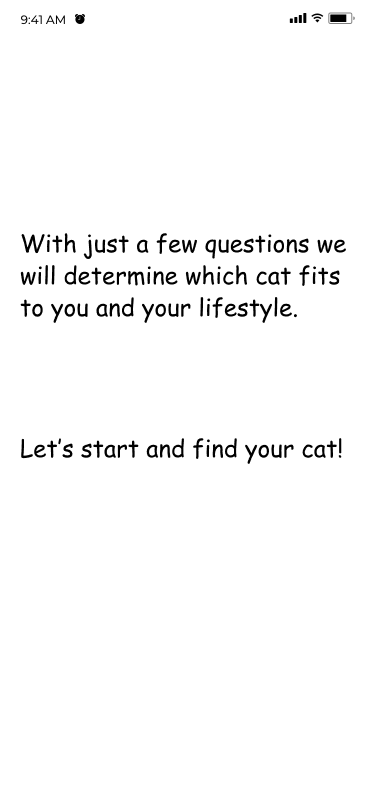 9:41 AM
With just a few questions we
will determine which cat fits
to you and your lifestyle.
Let's start and find your cat!